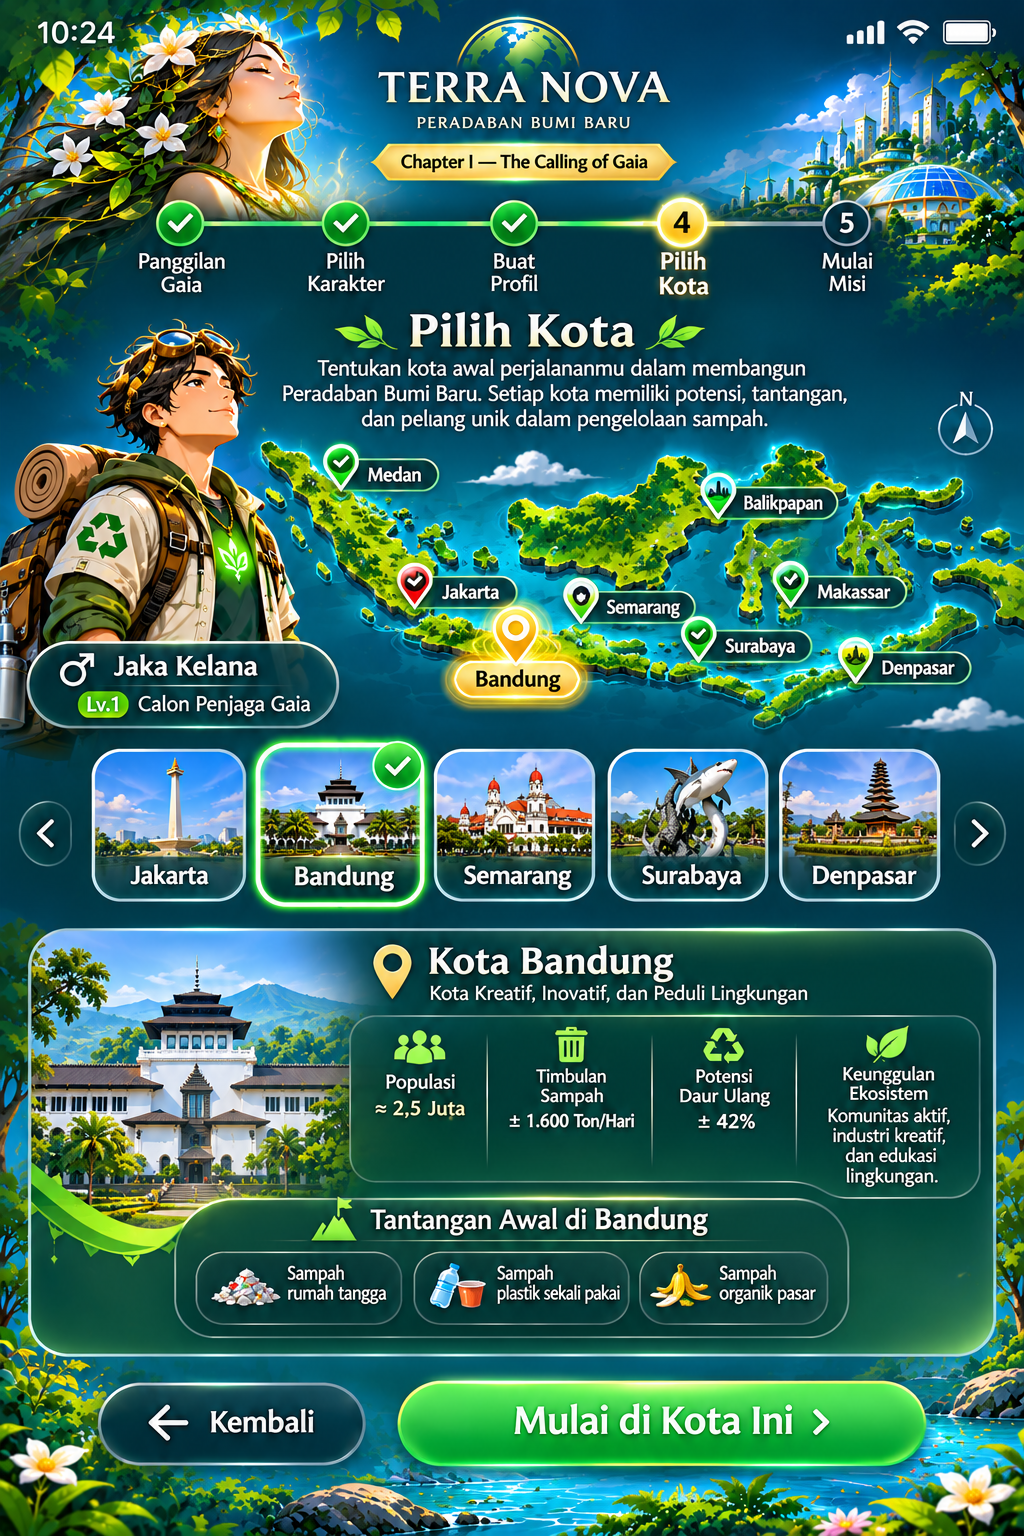 10:24
TERRA NOVA
PERADABAN BUMI BARU
Chapter I — The Calling of Gaia
4
5
Panggilan
Gaia
Pilih
Karakter
Buat
Profil
Pilih
Kota
Mulai
Misi
Pilih Kota
Tentukan kota awal perjalananmu dalam membangun
Peradaban Bumi Baru. Setiap kota memiliki potensi, tantangan,
dan peluang unik dalam pengelolaan sampah.
N
Medan
Balikpapan
Jakarta
Semarang
Makassar
Surabaya
Denpasar
Bandung
Jaka Kelana
Lv.1 Calon Penjaga Gaia
Jakarta
Bandung
Semarang
Surabaya
Denpasar
Kota Bandung
Kota Kreatif, Inovatif, dan Peduli Lingkungan
Populasi
≈ 2,5 Juta
Timbulan
Sampah
± 1.600 Ton/Hari
Potensi
Daur Ulang
± 42%
Keunggulan
Ekosistem
Komunitas aktif,
industri kreatif,
dan edukasi
lingkungan.
Tantangan Awal di Bandung
Sampah
rumah tangga
Sampah
plastik sekali pakai
Sampah
organik pasar
← Kembali
Mulai di Kota Ini >